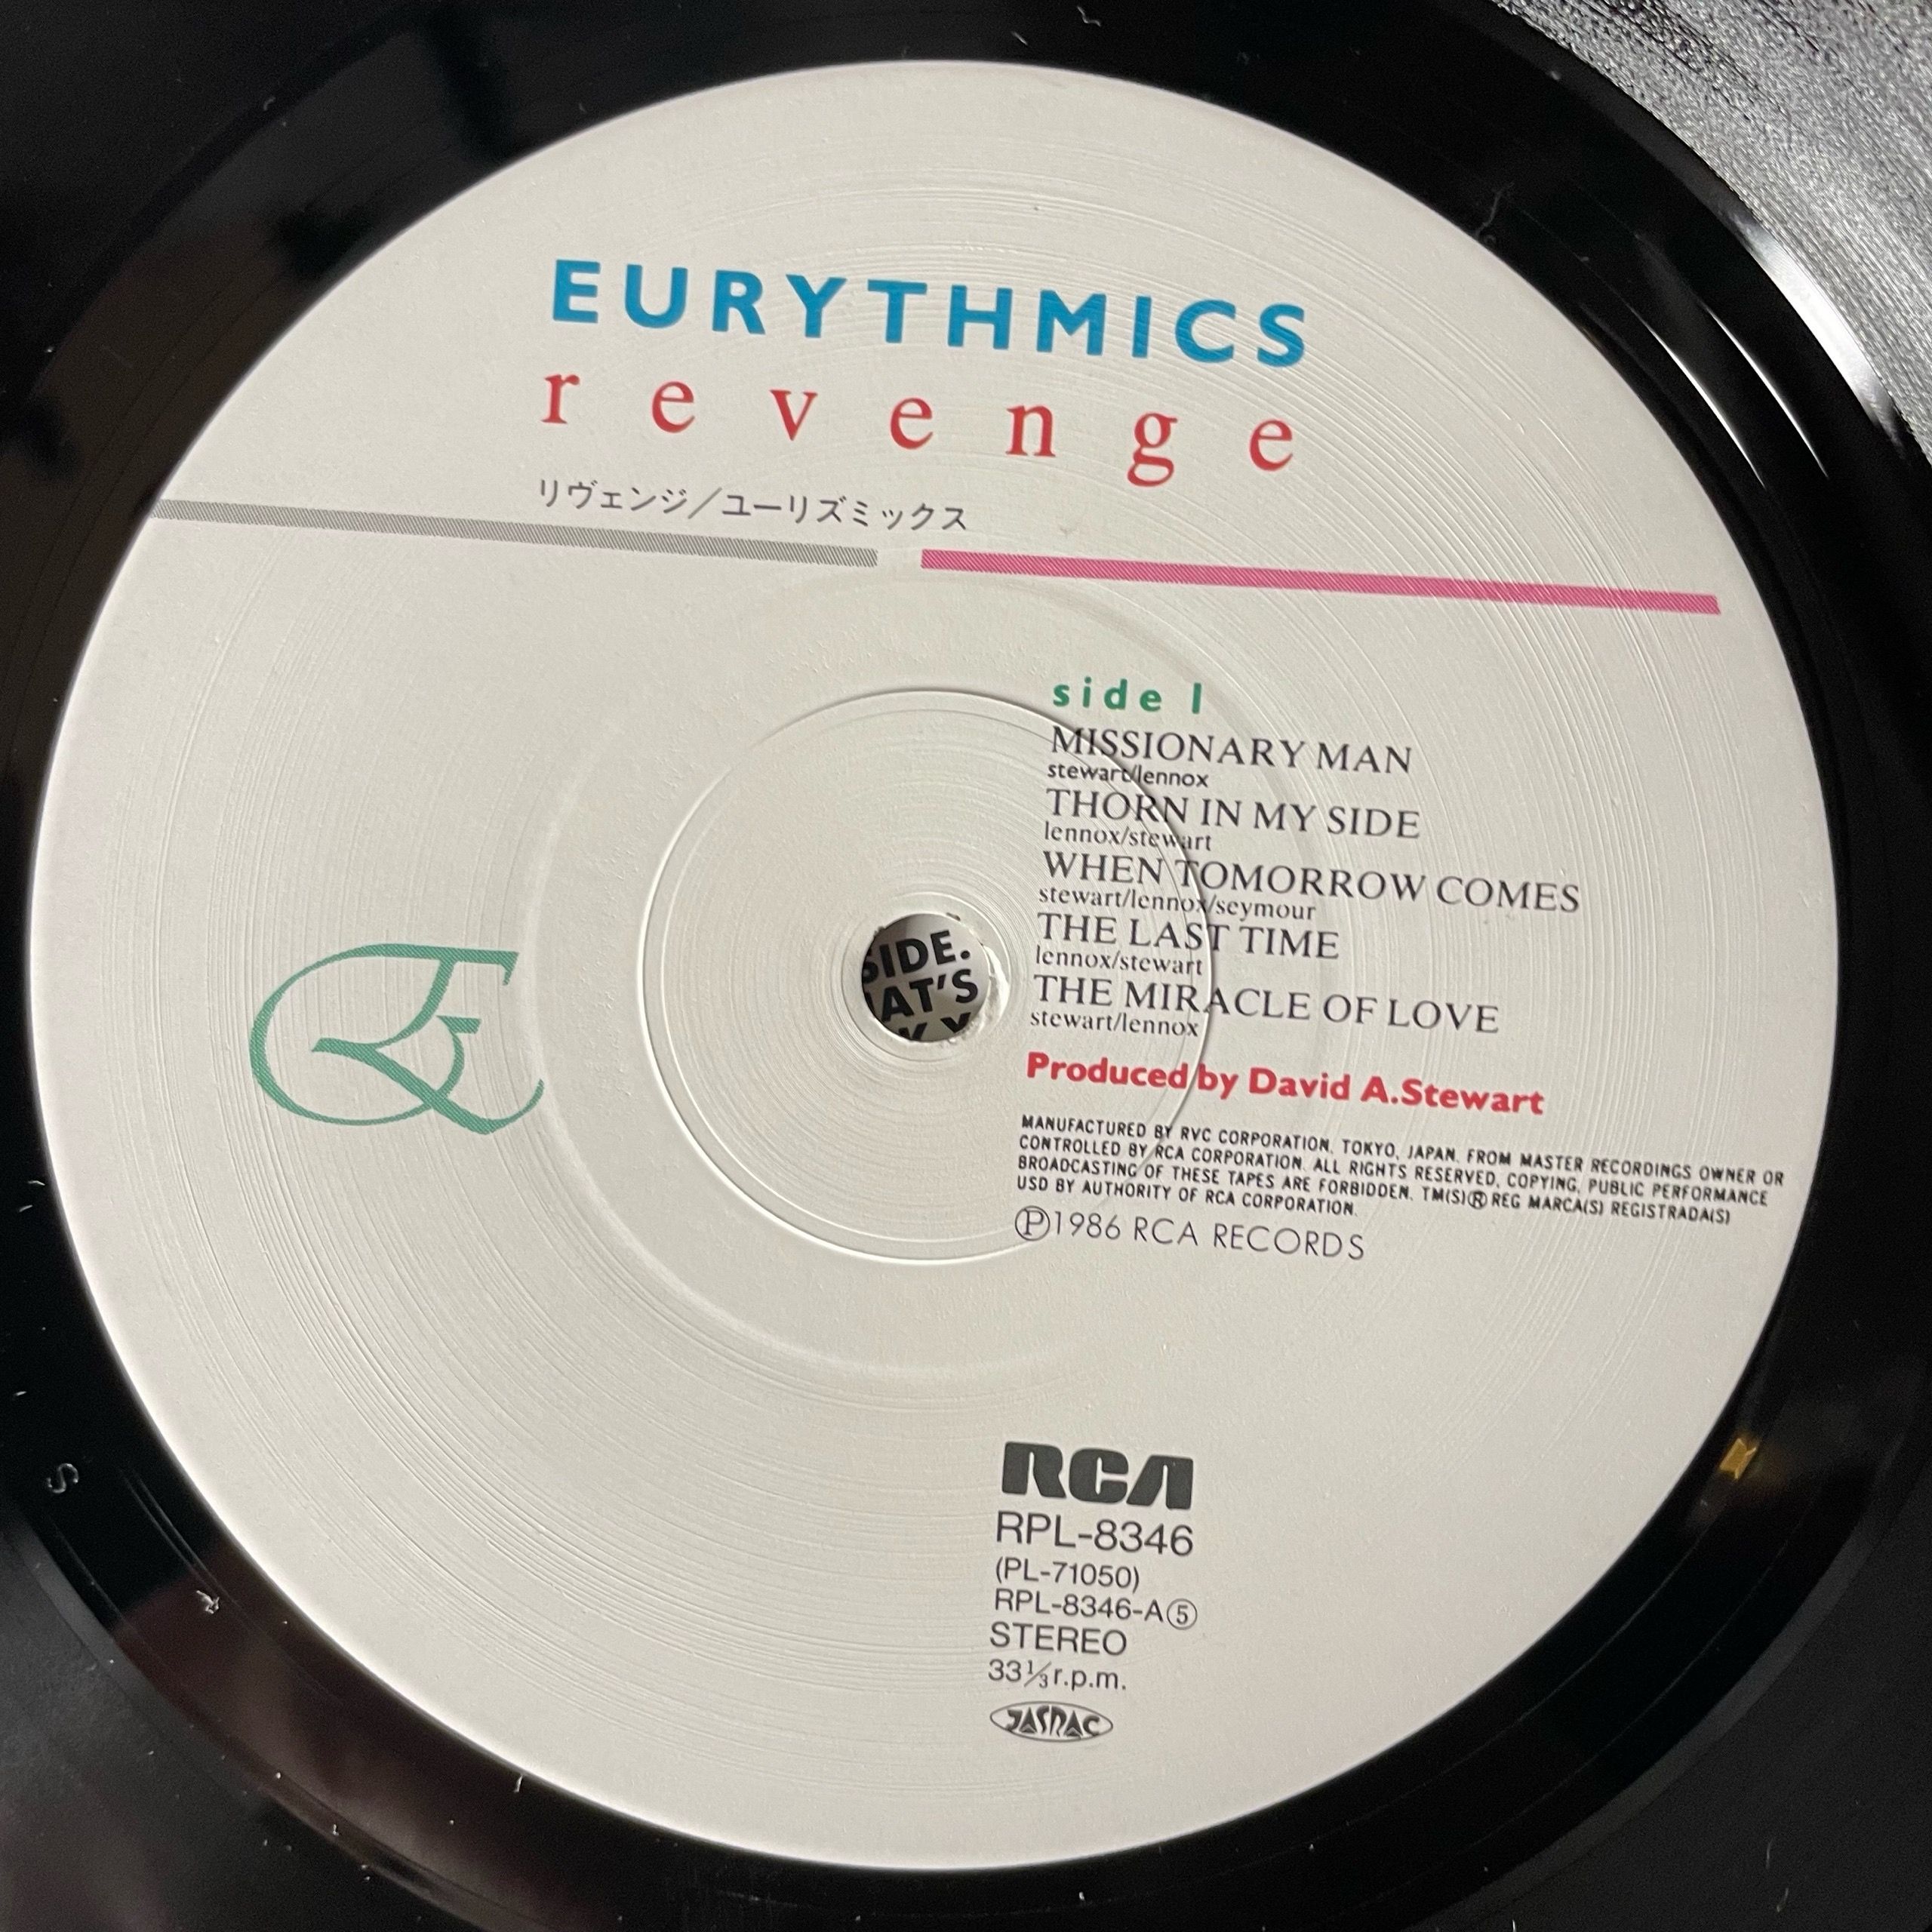 EURYTHMICS
revenge
リヴェンジ／ユーリズミックス
side 1
MISSIONARY MAN
stewart/lennox
THORN IN MY SIDE
lennox/stewart
WHEN TOMORROW COMES
stewart/lennox/seymour
THE LAST TIME
lennox/stewart
THE MIRACLE OF LOVE
stewart/lennox
SIDE.
AT'S
Produced by David A.Stewart
MANUFACTURED BY RVC CORPORATION, TOKYO, JAPAN. FROM MASTER RECORDINGS OWNER OR
CONTROLLED BY RCA CORPORATION. ALL RIGHTS RESERVED, COPYING, PUBLIC PERFORMANCE
BROADCASTING OF THESE TAPES ARE FORBIDDEN. TM(S)® REG MARCA(S) REGISTRADA(S)
USD BY AUTHORITY OF RCA CORPORATION.
Ⓟ1986 RCA RECORDS
RCA
RPL-8346
(PL-71050)
RPL-8346-A⑤
STEREO
33⅓r.p.m.
JASRAC
S